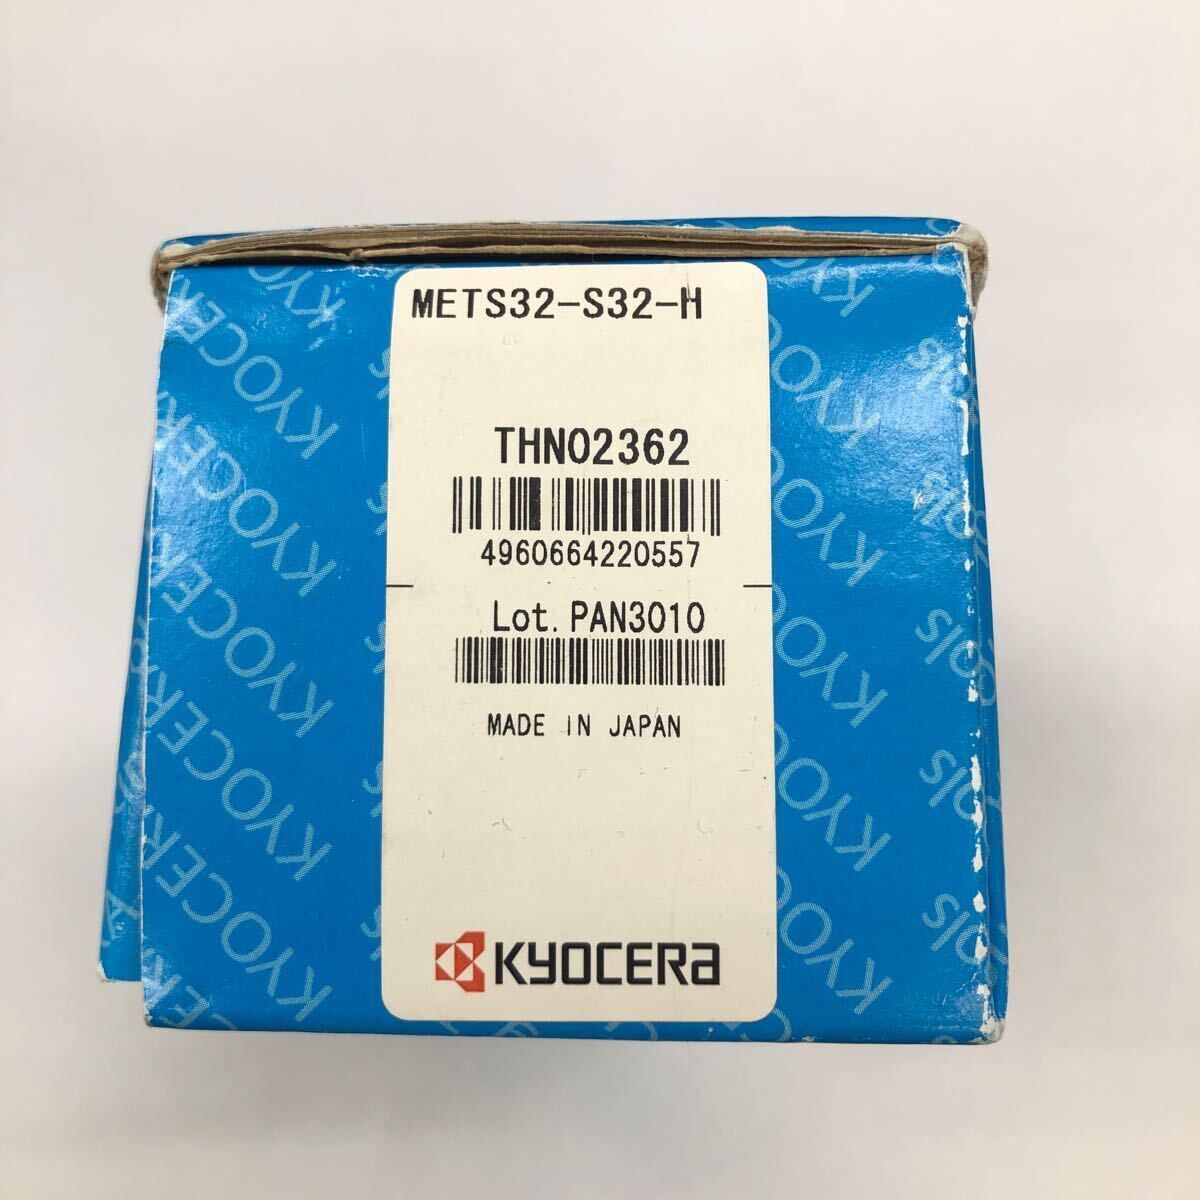 METS32-S32-H
THN02362
4960664220557
Lot. PAN3010
MADE IN JAPAN
KYOCERA